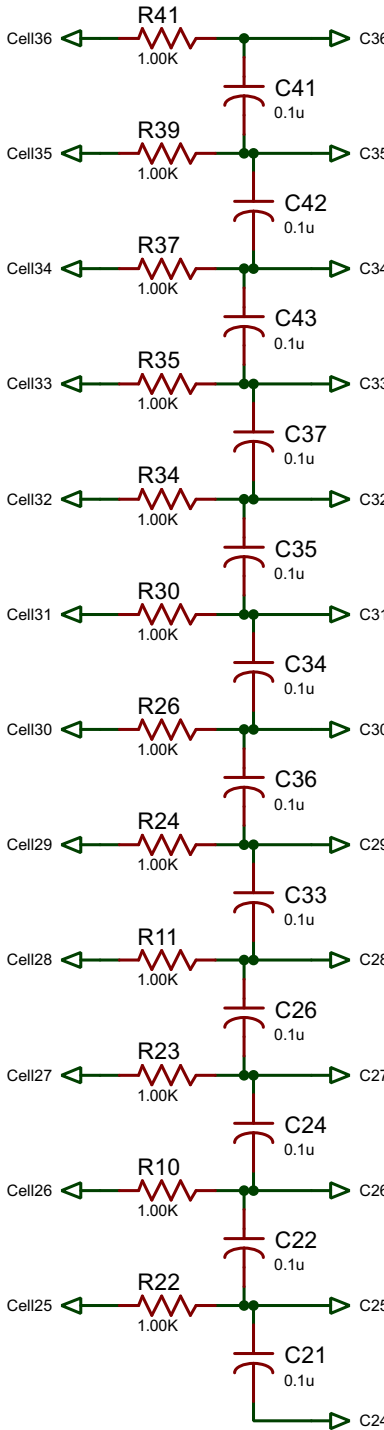 R41
Cell36 C36
1.00K
C41
0.1u
R39
Cell35 C35
1.00K
C42
0.1u
R37
Cell34 C34
1.00K
C43
0.1u
R35
Cell33 C33
1.00K
C37
0.1u
R34
Cell32 C32
1.00K
C35
0.1u
R30
Cell31 C31
1.00K
C34
0.1u
R26
Cell30 C30
1.00K
C36
0.1u
R24
Cell29 C29
1.00K
C33
0.1u
R11
Cell28 C28
1.00K
C26
0.1u
R23
Cell27 C27
1.00K
C24
0.1u
R10
Cell26 C26
1.00K
C22
0.1u
R22
Cell25 C25
1.00K
C21
0.1u
C24